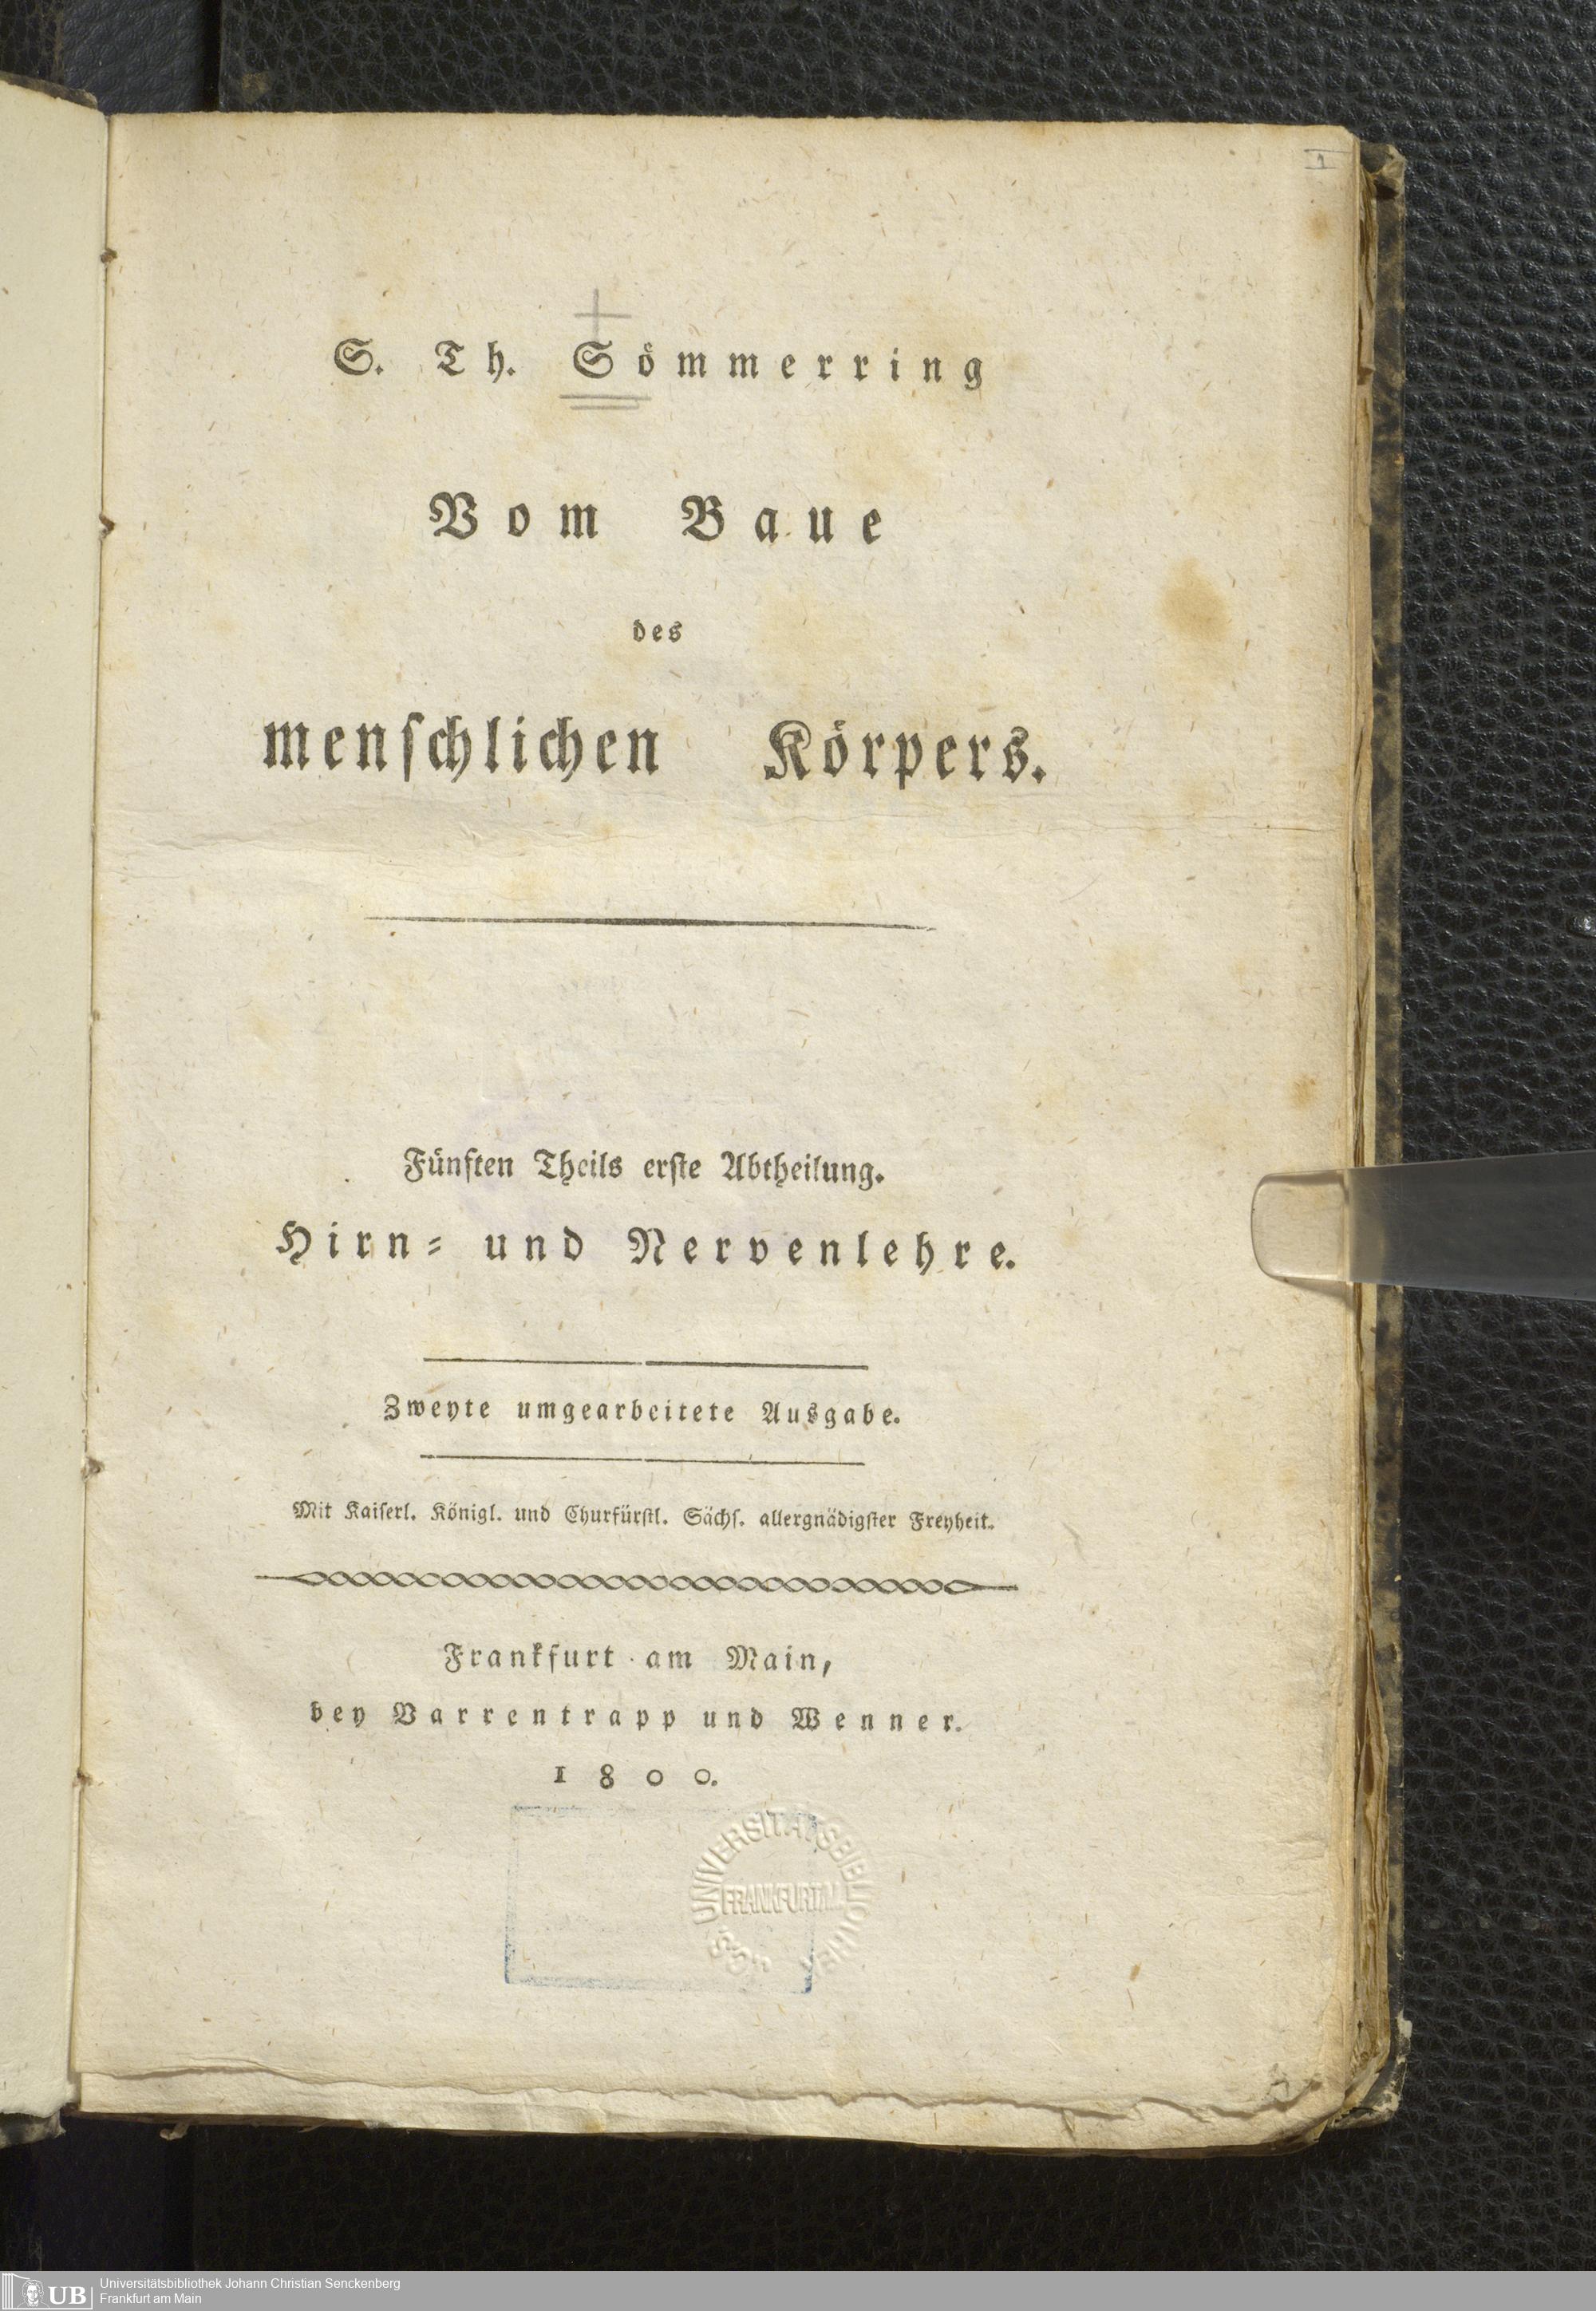 1
S. Th. Sömmerring
Vom Baue
des
menschlichen Körpers.
Fünften Theils erste Abtheilung.
Hirn- und Nervenlehre.
Zweyte umgearbeitete Ausgabe.
Mit Kaiserl. Königl. und Churfürstl. Sächs. allergnädigster Freyheit.
Frankfurt am Main,
bey Varrentrapp und Wenner.
1800.
UNIVERSITÄTSBIBLIOTHEK
FRANKFURT/M.
UB
Universitätsbibliothek Johann Christian Senckenberg
Frankfurt am Main